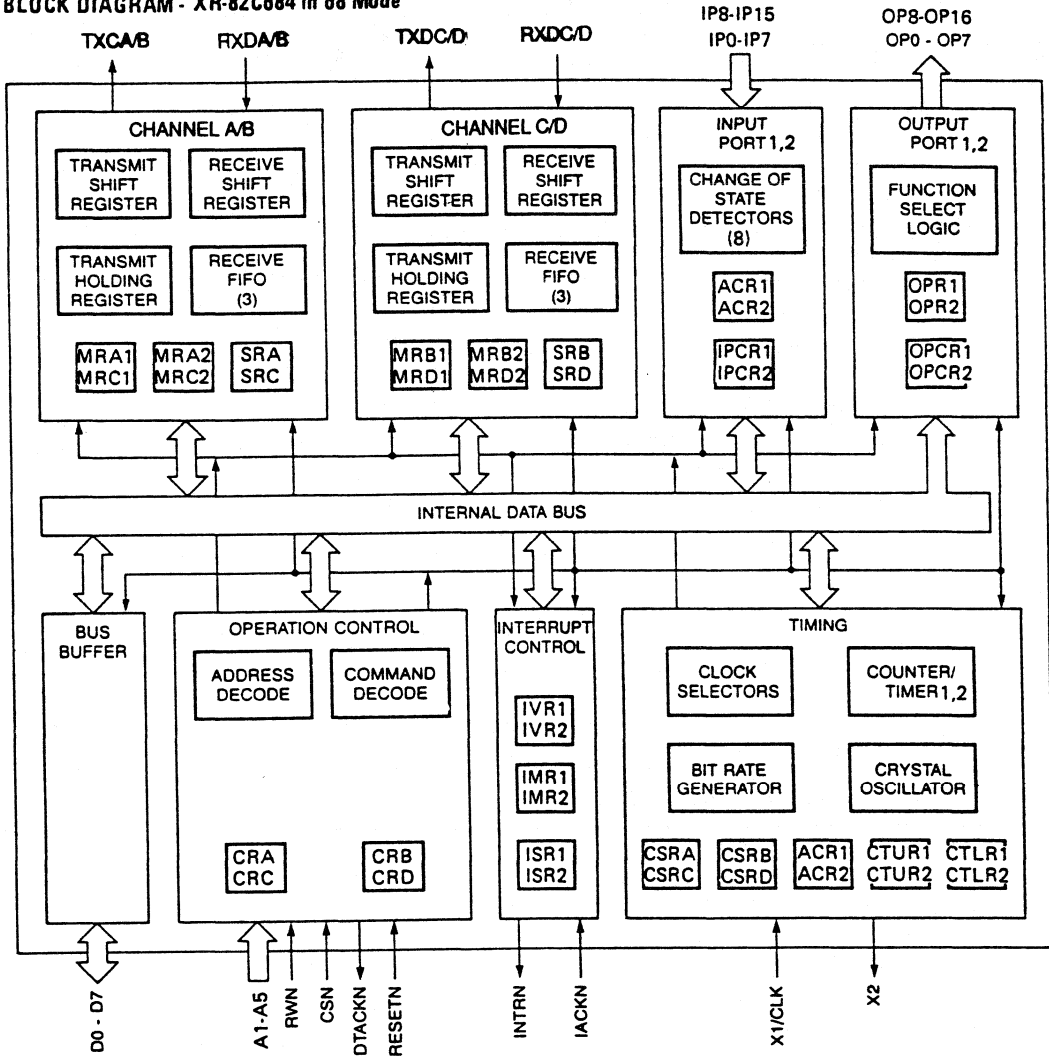 BLOCK DIAGRAM - XR-82C684 in 68 Mode
TXCA/B
RXDA/B
TXDC/D
RXDC/D
IP8-IP15
IP0-IP7
OP8-OP16
OP0 - OP7
CHANNEL A/B
TRANSMIT
SHIFT
REGISTER
RECEIVE
SHIFT
REGISTER
TRANSMIT
HOLDING
REGISTER
RECEIVE
FIFO
(3)
MRA1
MRC1
MRA2
MRC2
SRA
SRC
CHANNEL C/D
TRANSMIT
SHIFT
REGISTER
RECEIVE
SHIFT
REGISTER
TRANSMIT
HOLDING
REGISTER
RECEIVE
FIFO
(3)
MRB1
MRD1
MRB2
MRD2
SRB
SRD
INPUT
PORT 1,2
CHANGE OF
STATE
DETECTORS
(8)
ACR1
ACR2
IPCR1
IPCR2
OUTPUT
PORT 1,2
FUNCTION
SELECT
LOGIC
OPR1
OPR2
OPCR1
OPCR2
INTERNAL DATA BUS
BUS
BUFFER
OPERATION CONTROL
ADDRESS
DECODE
COMMAND
DECODE
CRA
CRC
CRB
CRD
INTERRUPT
CONTROL
IVR1
IVR2
IMR1
IMR2
ISR1
ISR2
TIMING
CLOCK
SELECTORS
COUNTER/
TIMER 1,2
BIT RATE
GENERATOR
CRYSTAL
OSCILLATOR
CSRA
CSRC
CSRB
CSRD
ACR1
ACR2
CTUR1
CTUR2
CTLR1
CTLR2
D0 - D7
A1-A5
RWN
CSN
DTACKN
RESETN
INTRN
IACKN
X1/CLK
X2